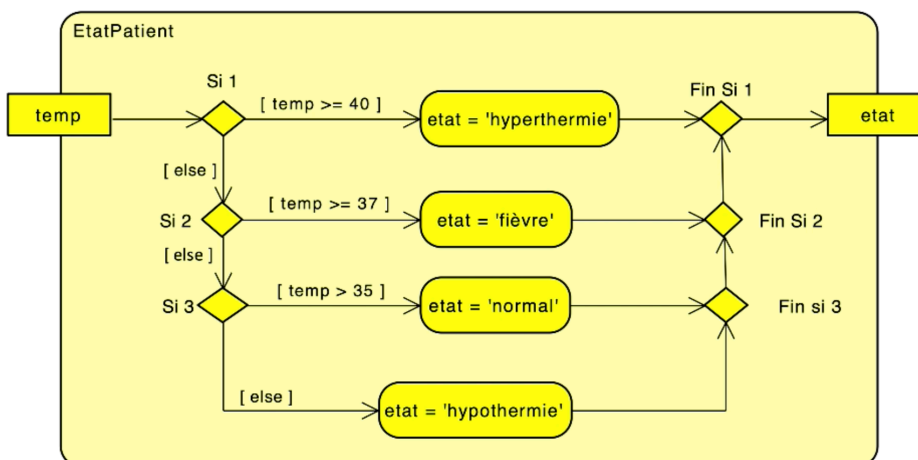 EtatPatient
Si 1
[ temp >= 40 ]
Fin Si 1
temp
etat = 'hyperthermie'
etat
[ else ]
[ temp >= 37 ]
Si 2
etat = 'fièvre'
Fin Si 2
[ else ]
[ temp > 35 ]
Si 3
etat = 'normal'
Fin si 3
[ else ]
etat = 'hypothermie'